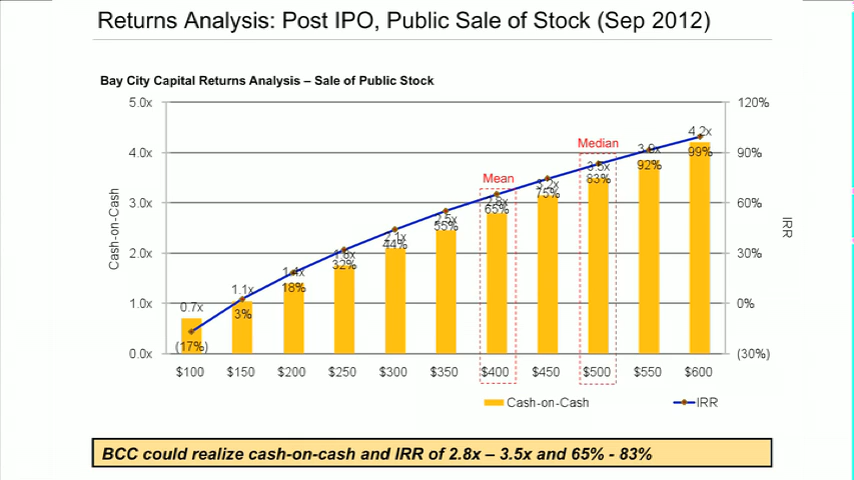 Returns Analysis: Post IPO, Public Sale of Stock (Sep 2012)
Bay City Capital Returns Analysis – Sale of Public Stock
5.0x
4.0x
3.0x
2.0x
1.0x
0.0x
Cash-on-Cash
120%
90%
60%
30%
0%
(30%)
IRR
Mean
Median
0.7x
1.1x
1.4x
1.8x
2.1x
2.5x
2.8x
3.2x
3.5x
3.9x
4.2x
(17%)
3%
18%
32%
44%
55%
65%
75%
83%
92%
99%
$100 $150 $200 $250 $300 $350 $400 $450 $500 $550 $600
Cash-on-Cash IRR
BCC could realize cash-on-cash and IRR of 2.8x – 3.5x and 65% - 83%